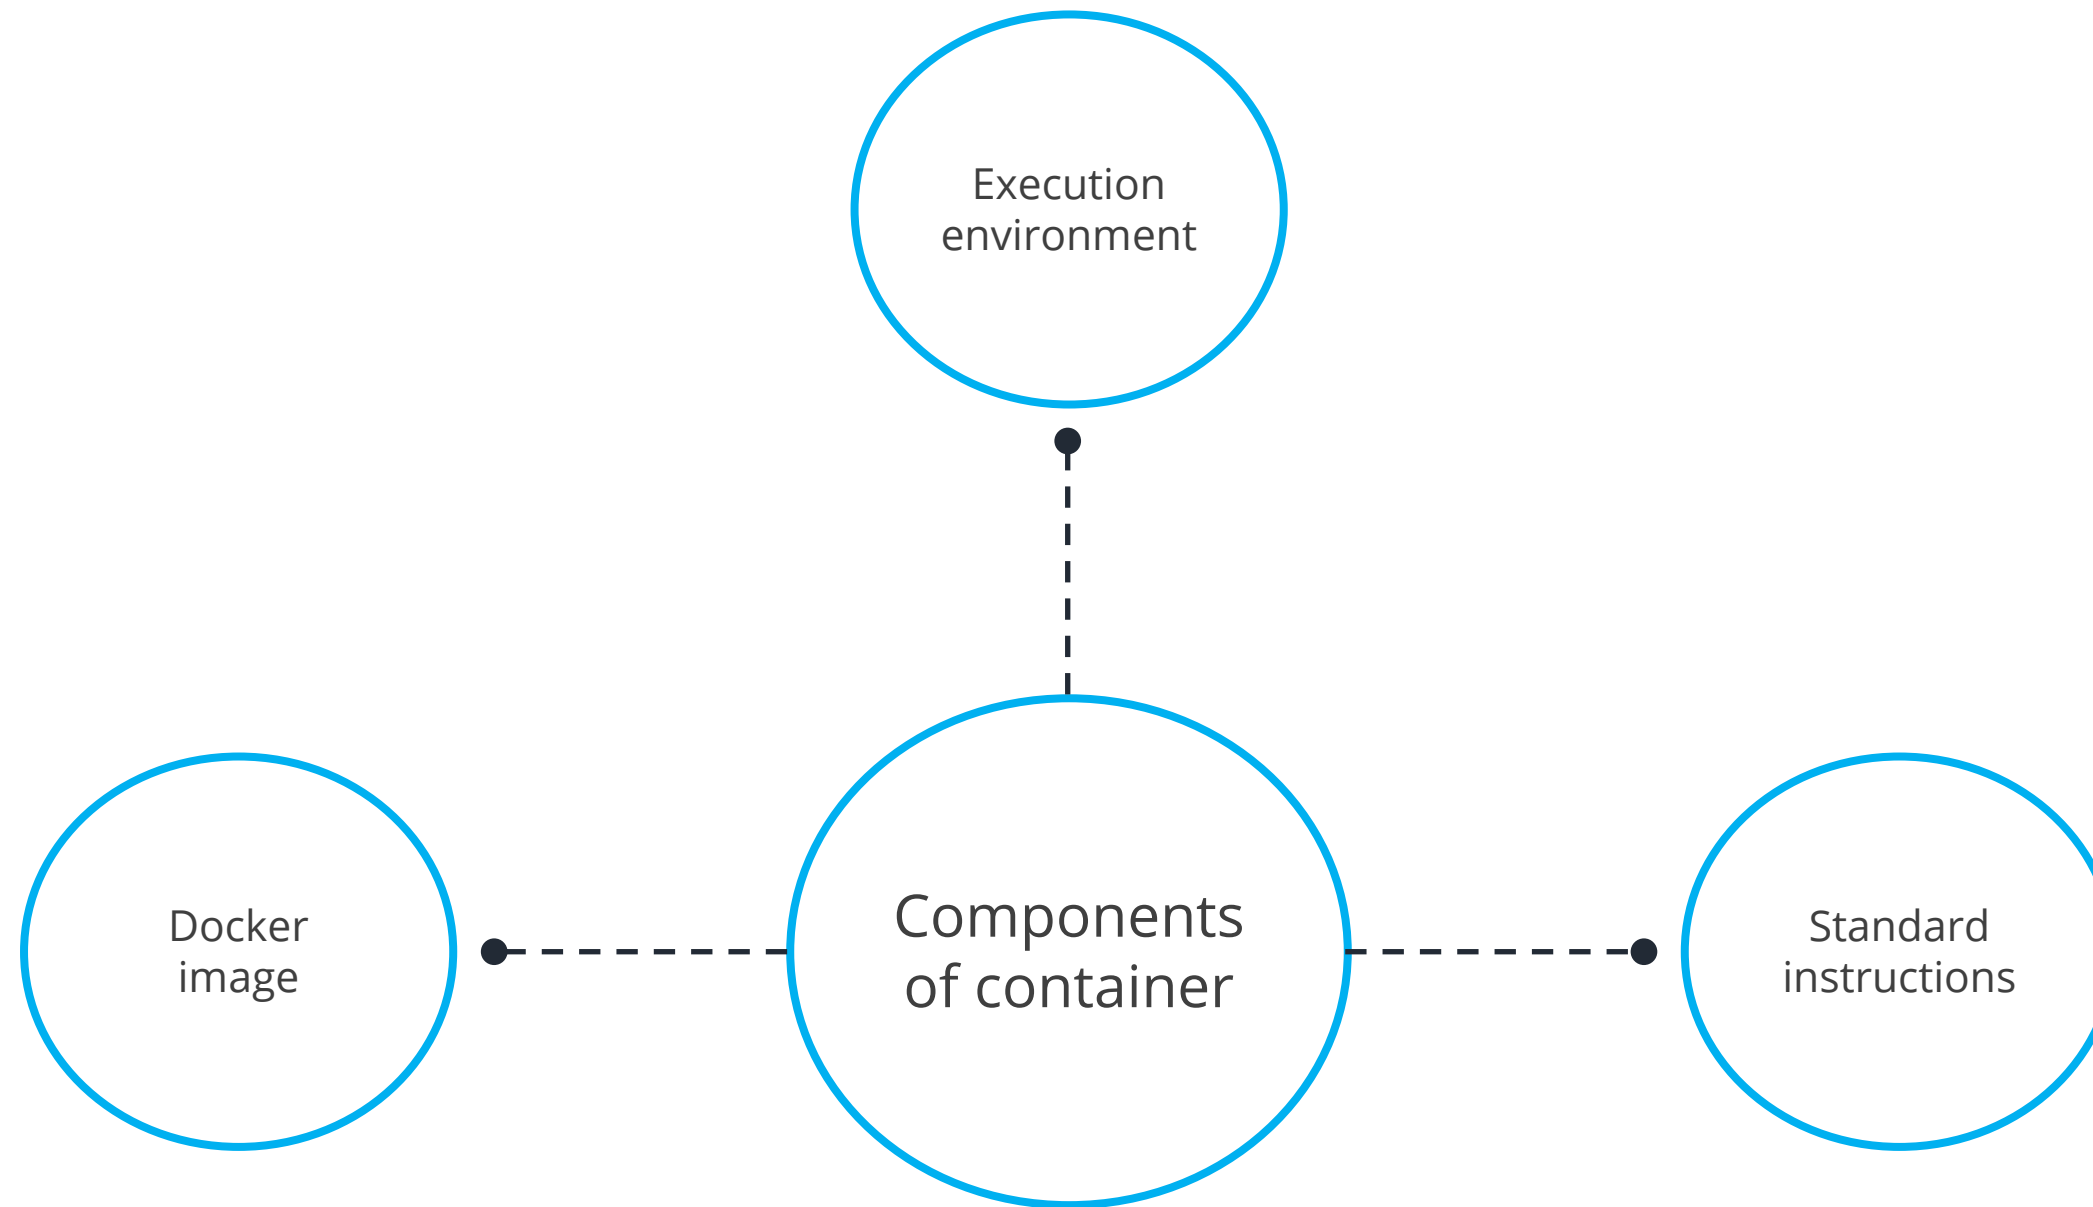 Execution
environment
Docker
image
Components
of container
Standard
instructions